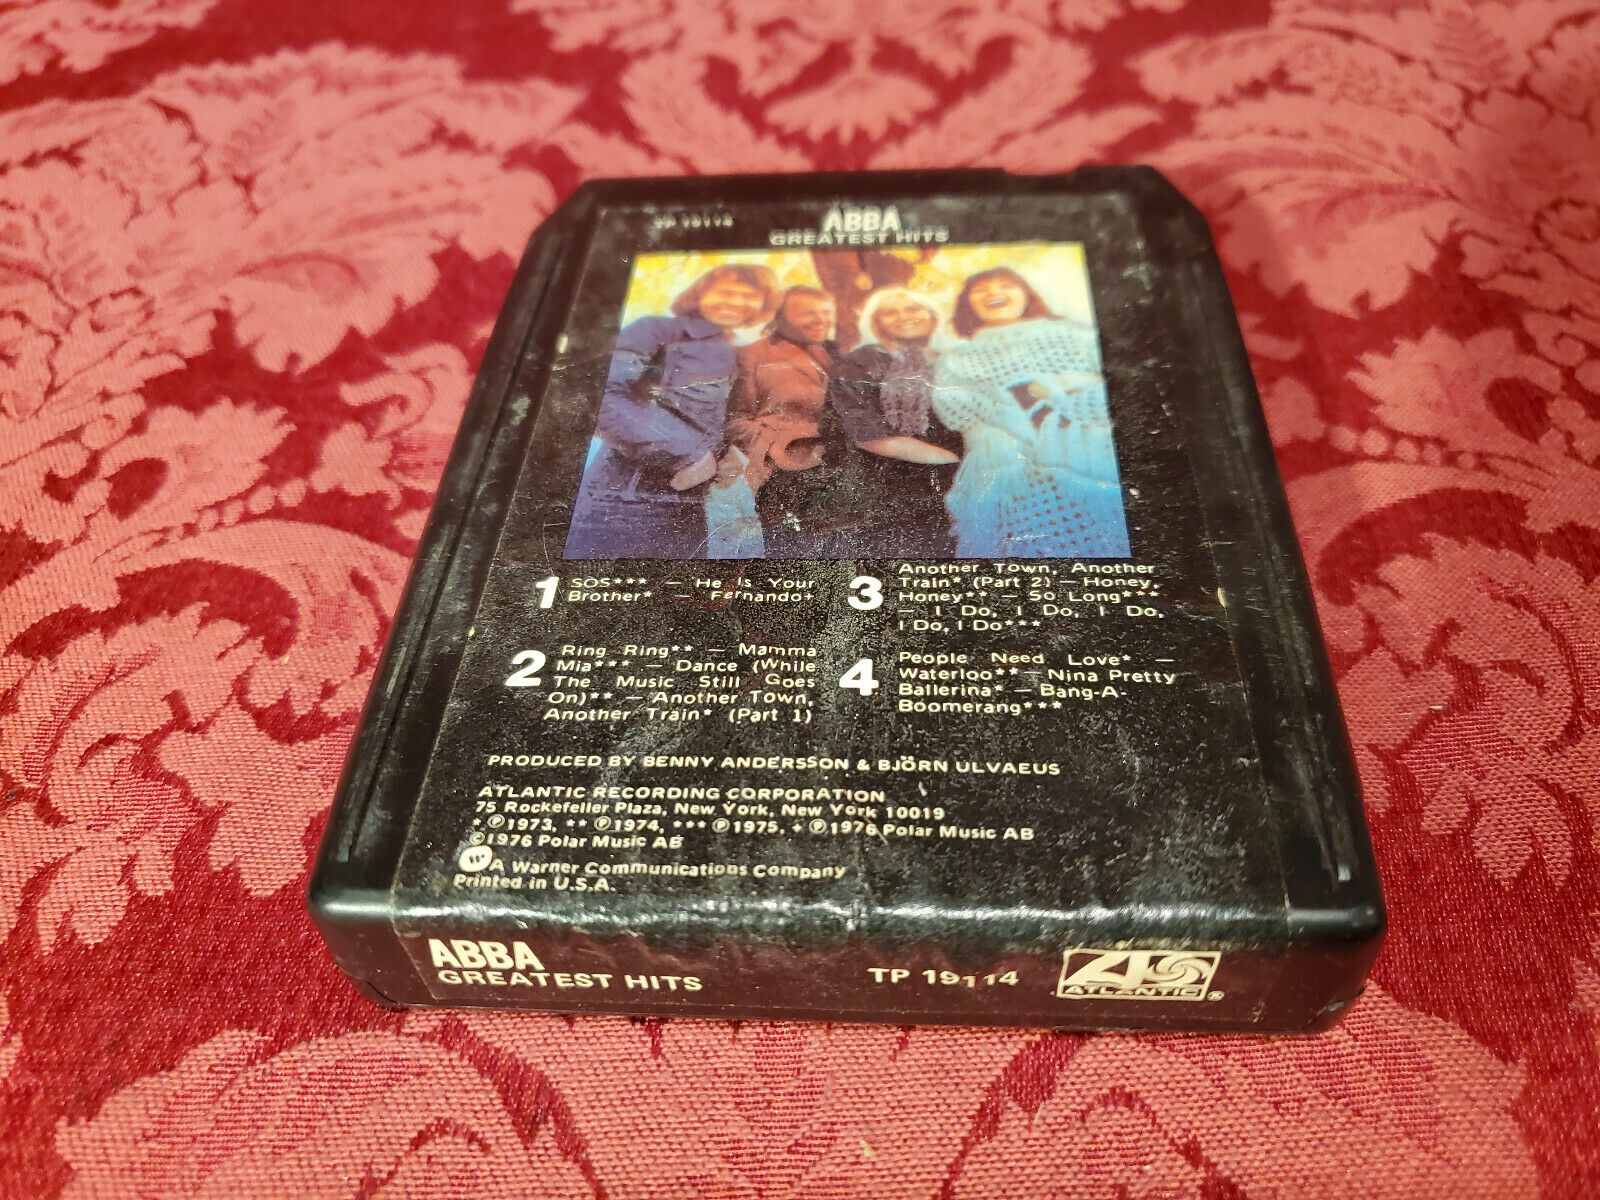 TP 19114
ABBA
GREATEST HITS
1
SOS*** — He Is Your
Brother* — Fernando+
2
Ring Ring** — Mamma
Mia*** — Dance (While
The Music Still Goes
On)** — Another Town,
Another Train* (Part 1)
3
Another Town, Another
Train* (Part 2) — Honey,
Honey** — So Long***
— I Do, I Do, I Do,
I Do, I Do***
4
People Need Love* —
Waterloo** — Nina Pretty
Ballerina* — Bang-A-
Boomerang***
PRODUCED BY BENNY ANDERSSON & BJÖRN ULVAEUS
ATLANTIC RECORDING CORPORATION
75 Rockefeller Plaza, New York, New York 10019
* ℗1973, ** ℗1974, *** ℗1975, + ℗1976 Polar Music AB
©1976 Polar Music AB
A Warner Communications Company
Printed in U.S.A.
ABBA
GREATEST HITS
TP 19114
ATLANTIC®